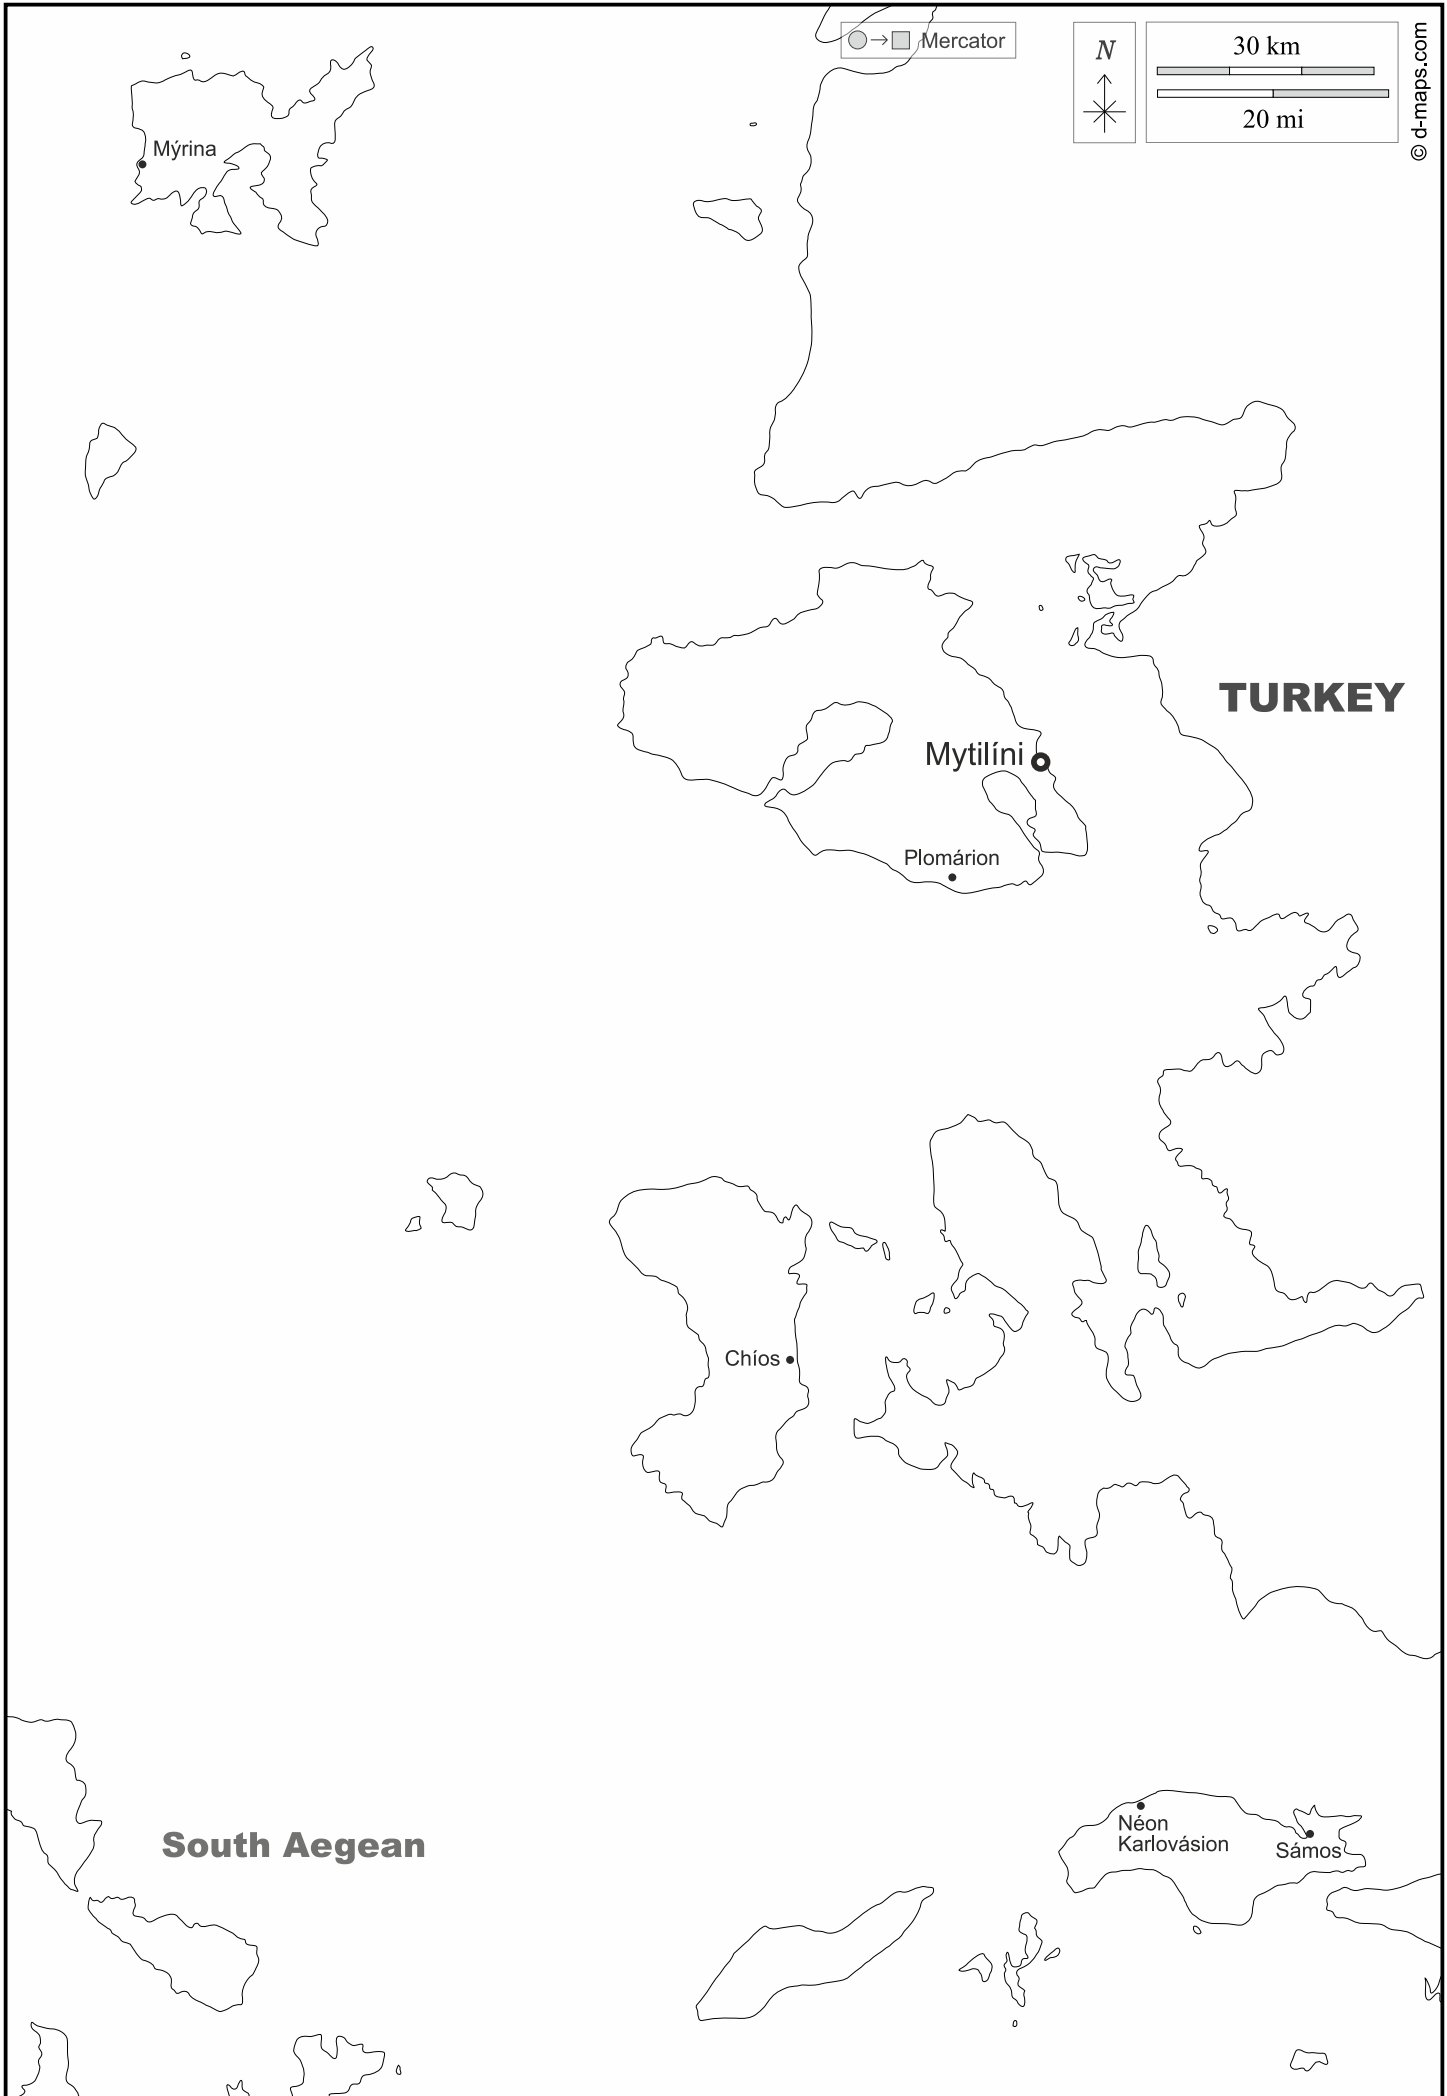 Mercator
N
30 km
20 mi
© d-maps.com
Mýrina
TURKEY
Mytilíni
Plomárion
Chíos
Néon
Karlovásion
Sámos
South Aegean